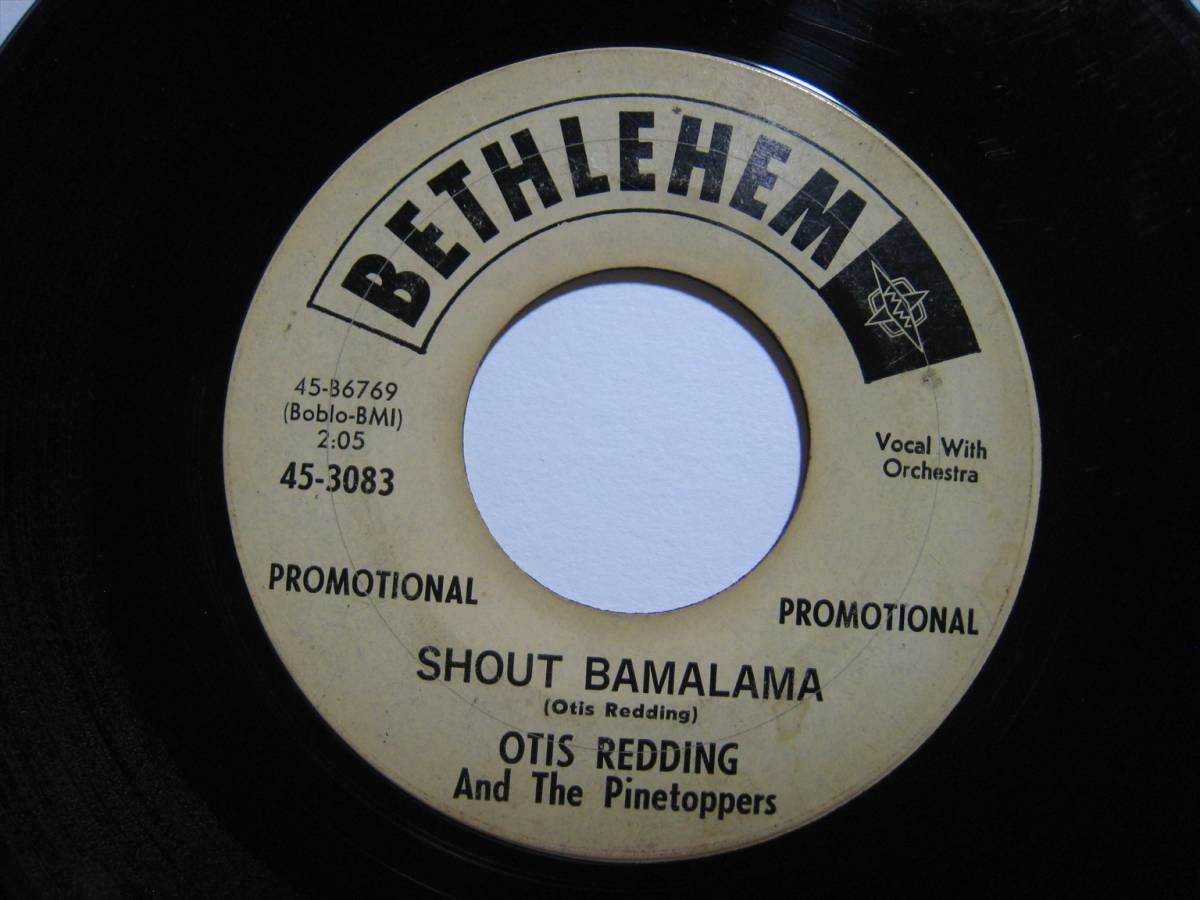 BETHLEHEM
45-B6769
(Boblo-BMI)
2:05
45-3083
Vocal With
Orchestra
PROMOTIONAL
PROMOTIONAL
SHOUT BAMALAMA
(Otis Redding)
OTIS REDDING
And The Pinetoppers